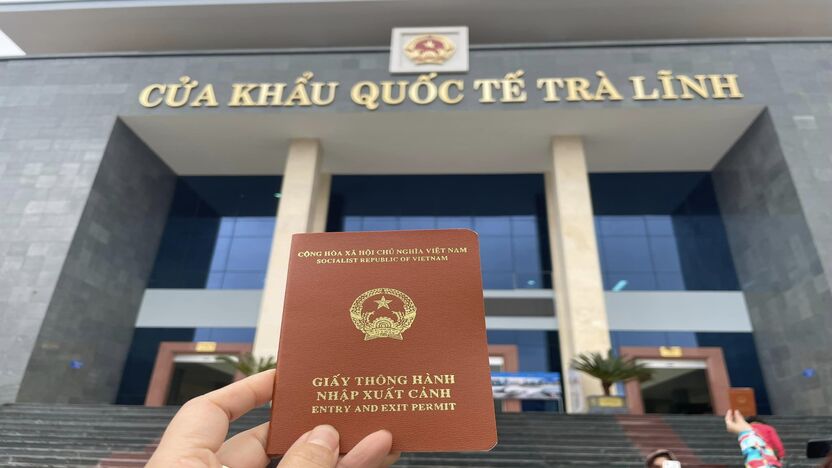 CỬA KHẨU QUỐC TẾ TRÀ LĨNH
CỘNG HÒA XÃ HỘI CHỦ NGHĨA VIỆT NAM
SOCIALIST REPUBLIC OF VIETNAM
GIẤY THÔNG HÀNH
NHẬP XUẤT CẢNH
ENTRY AND EXIT PERMIT